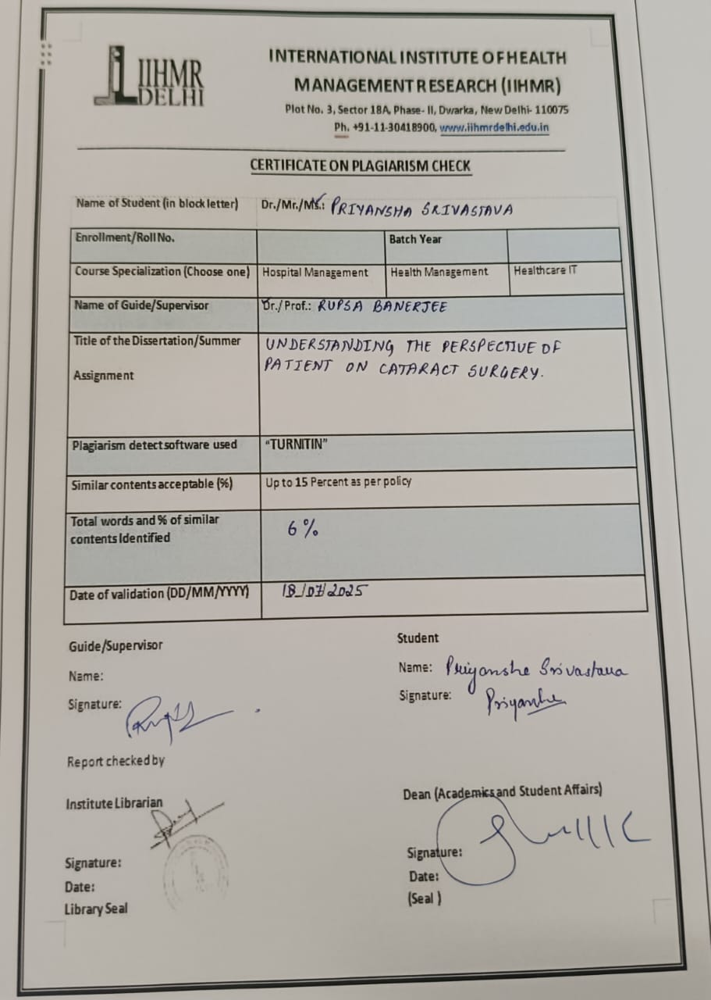 IIHMR
DELHI
INTERNATIONAL INSTITUTE OF HEALTH
MANAGEMENT RESEARCH (IIHMR)
Plot No. 3, Sector 18A, Phase- II, Dwarka, New Delhi- 110075
Ph. +91-11-30418900, www.iihmrdelhi.edu.in
CERTIFICATE ON PLAGIARISM CHECK
Name of Student (in block letter) Dr./Mr./Ms.: PRIYANSHA SRIVASTAVA
Enrollment/Roll No. Batch Year
Course Specialization (Choose one) Hospital Management Health Management Healthcare IT
Name of Guide/Supervisor Dr./Prof.: RUPSA BANERJEE
Title of the Dissertation/Summer UNDERSTANDING THE PERSPECTIVE OF
Assignment PATIENT ON CATARACT SURGERY.
Plagiarism detect software used "TURNITIN"
Similar contents acceptable (%) Up to 15 Percent as per policy
Total words and % of similar 6 %
contents Identified
Date of validation (DD/MM/YYYY) 18/07/2025
Guide/Supervisor
Name:
Signature:
Student
Name: Priyansha Srivastava
Signature: Priyansha
Report checked by
Institute Librarian
Signature:
Date:
Library Seal
Dean (Academics and Student Affairs)
Signature:
Date:
(Seal )